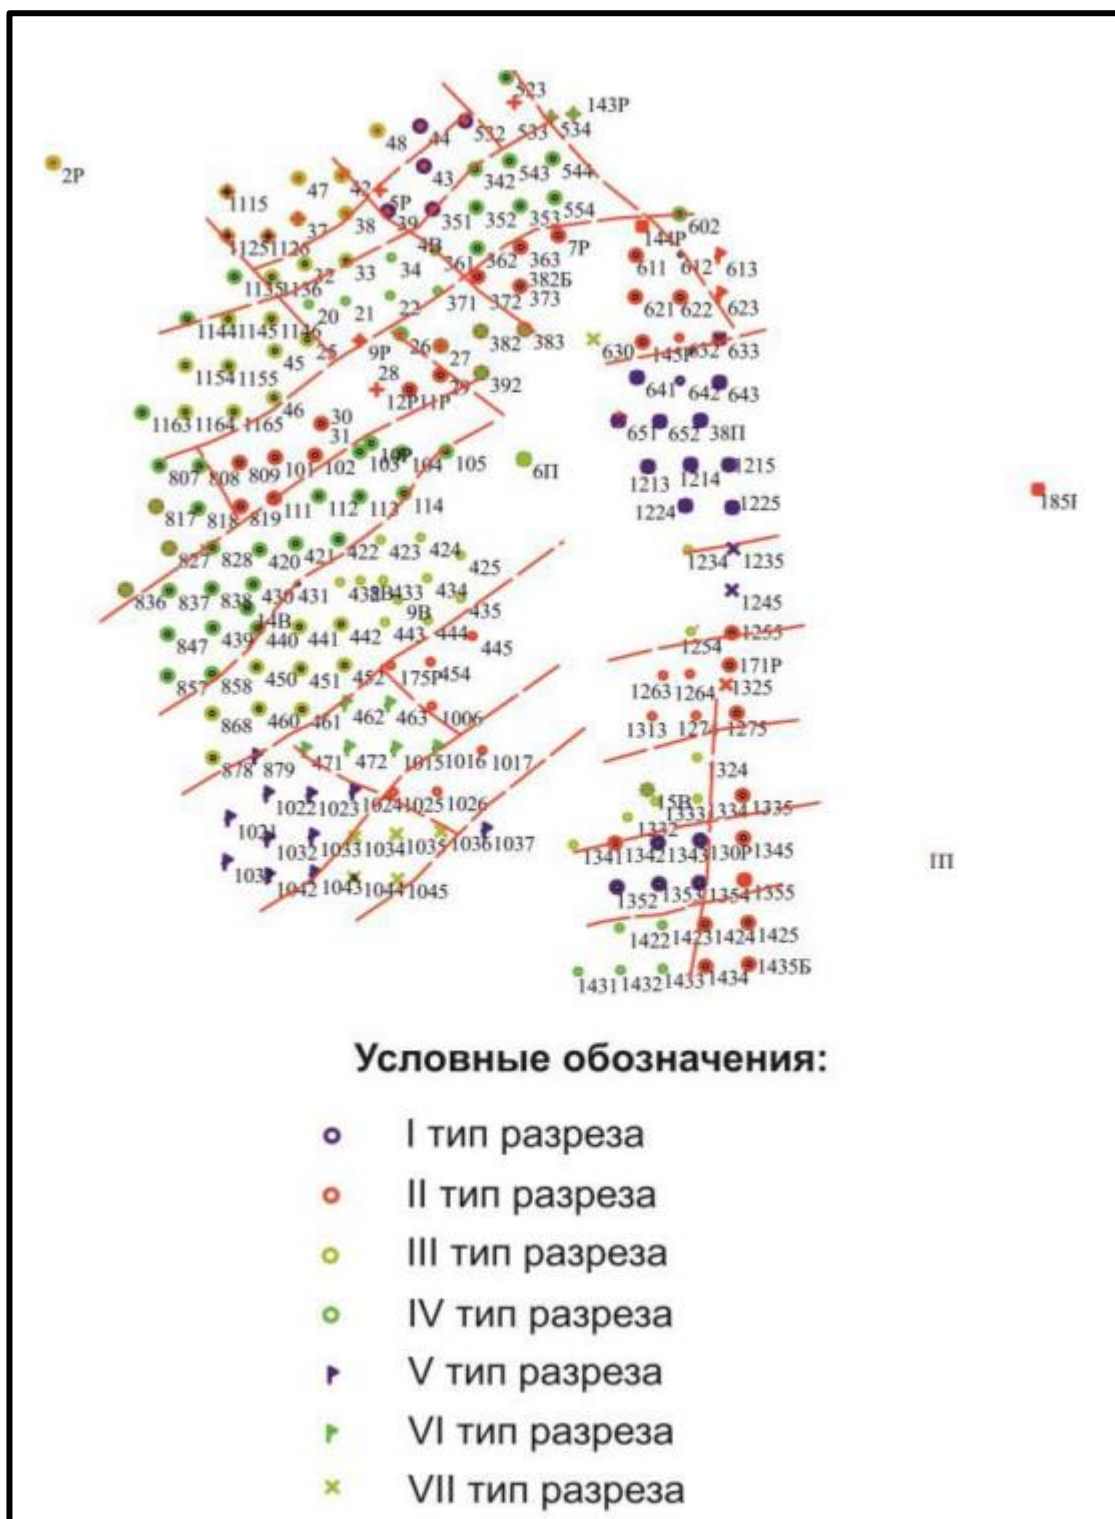 523
143Р
48 44 532 533 534
2Р
43 342 543 544
1115 47 42 5Р
37 38 39 351 352 353 554
602
1125 1126 4В 7Р 144Р
32 33 34 361 362 363 611 612 613
1135 1136 382Б
20 21 22 371 372 373 621 622 623
1144 1145 1146 25 9Р 26 27 382 383 630 145Р 632 633
45
1154 1155 28 29 392 641 642 643
46 12Р 11Р
1163 1164 1165 30 651 652 38П
31
807 808 809 101 102 103 10Р 104 105 6П 1213 1214 1215
817 818 819 111 112 113 114 1224 1225
185Г
827 828 420 421 422 423 424 425 1234 1235
836 837 838 430 431 432 8В 433 434 435 1245
14В 9В
847 439 440 441 442 443 444 445 1254 1255
857 858 450 451 452 175Р 454 1263 1264 171Р
1325
868 460 461 462 463 1006 1313 127 1275
878 879 471 472 1015 1016 1017 324
1021 1022 1023 1024 1025 1026 15В 1333 1334 1335
1332
1032 1033 1034 1035 1036 1037 1341 1342 1343 130Р 1345
1П
1031 1042 1043 1044 1045 1352 1353 1354 1355
1422 1423 1424 1425
1431 1432 1433 1434 1435Б
Условные обозначения:
I тип разреза
II тип разреза
III тип разреза
IV тип разреза
V тип разреза
VI тип разреза
VII тип разреза